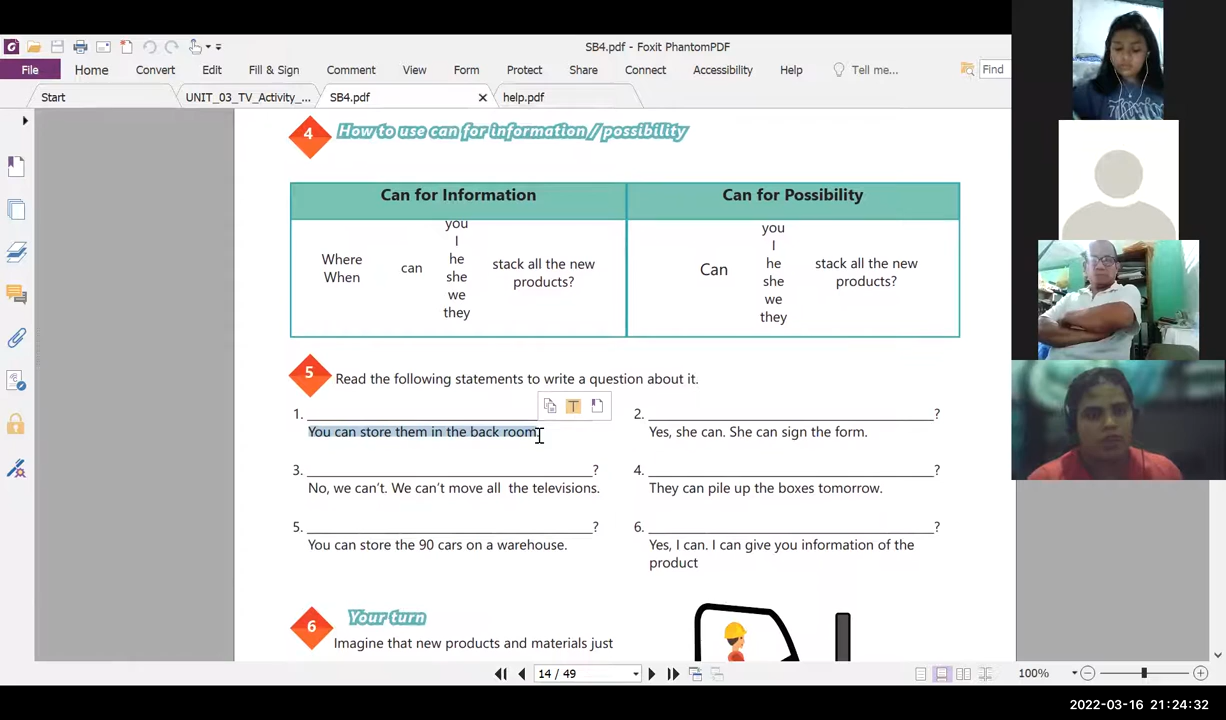 SB4.pdf - Foxit PhantomPDF
File Home Convert Edit Fill & Sign Comment View Form Protect Share Connect Accessibility Help Tell me... Find
Start UNIT_03_TV_Activity_... SB4.pdf help.pdf
4 How to use can for information / possibility
Can for Information
Where
When
can
you
I
he
she
we
they
stack all the new
products?
Can for Possibility
Can
you
I
he
she
we
they
stack all the new
products?
5 Read the following statements to write a question about it.
1. ____________________
You can store them in the back room
2. ____________________?
Yes, she can. She can sign the form.
3. ____________________?
No, we can't. We can't move all the televisions.
4. ____________________?
They can pile up the boxes tomorrow.
5. ____________________?
You can store the 90 cars on a warehouse.
6. ____________________?
Yes, I can. I can give you information of the
product
6 Your turn
Imagine that new products and materials just
14 / 49
100%
2022-03-16 21:24:32